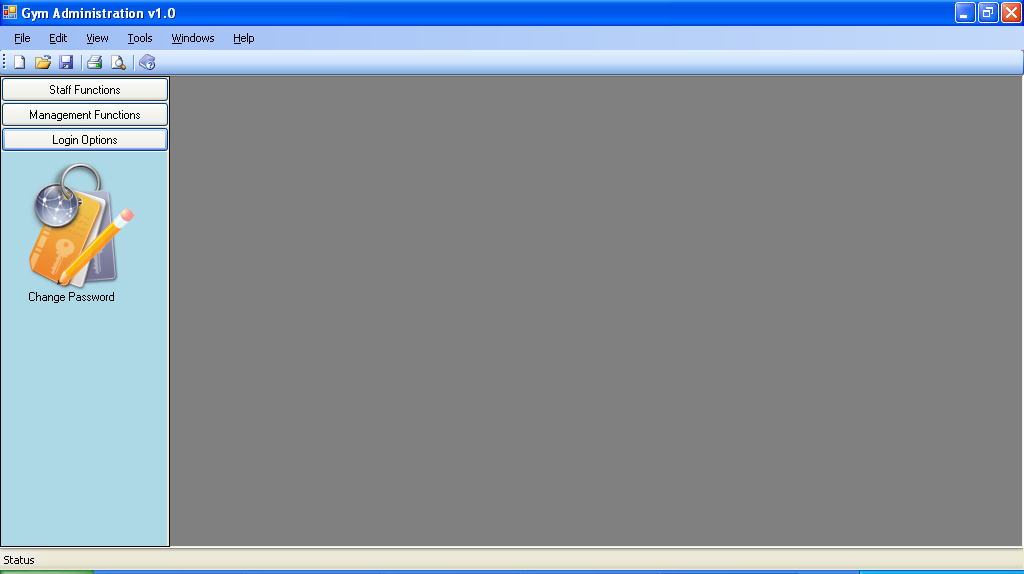 Gym Administration v1.0
File Edit View Tools Windows Help
Staff Functions
Management Functions
Login Options
Change Password
Status